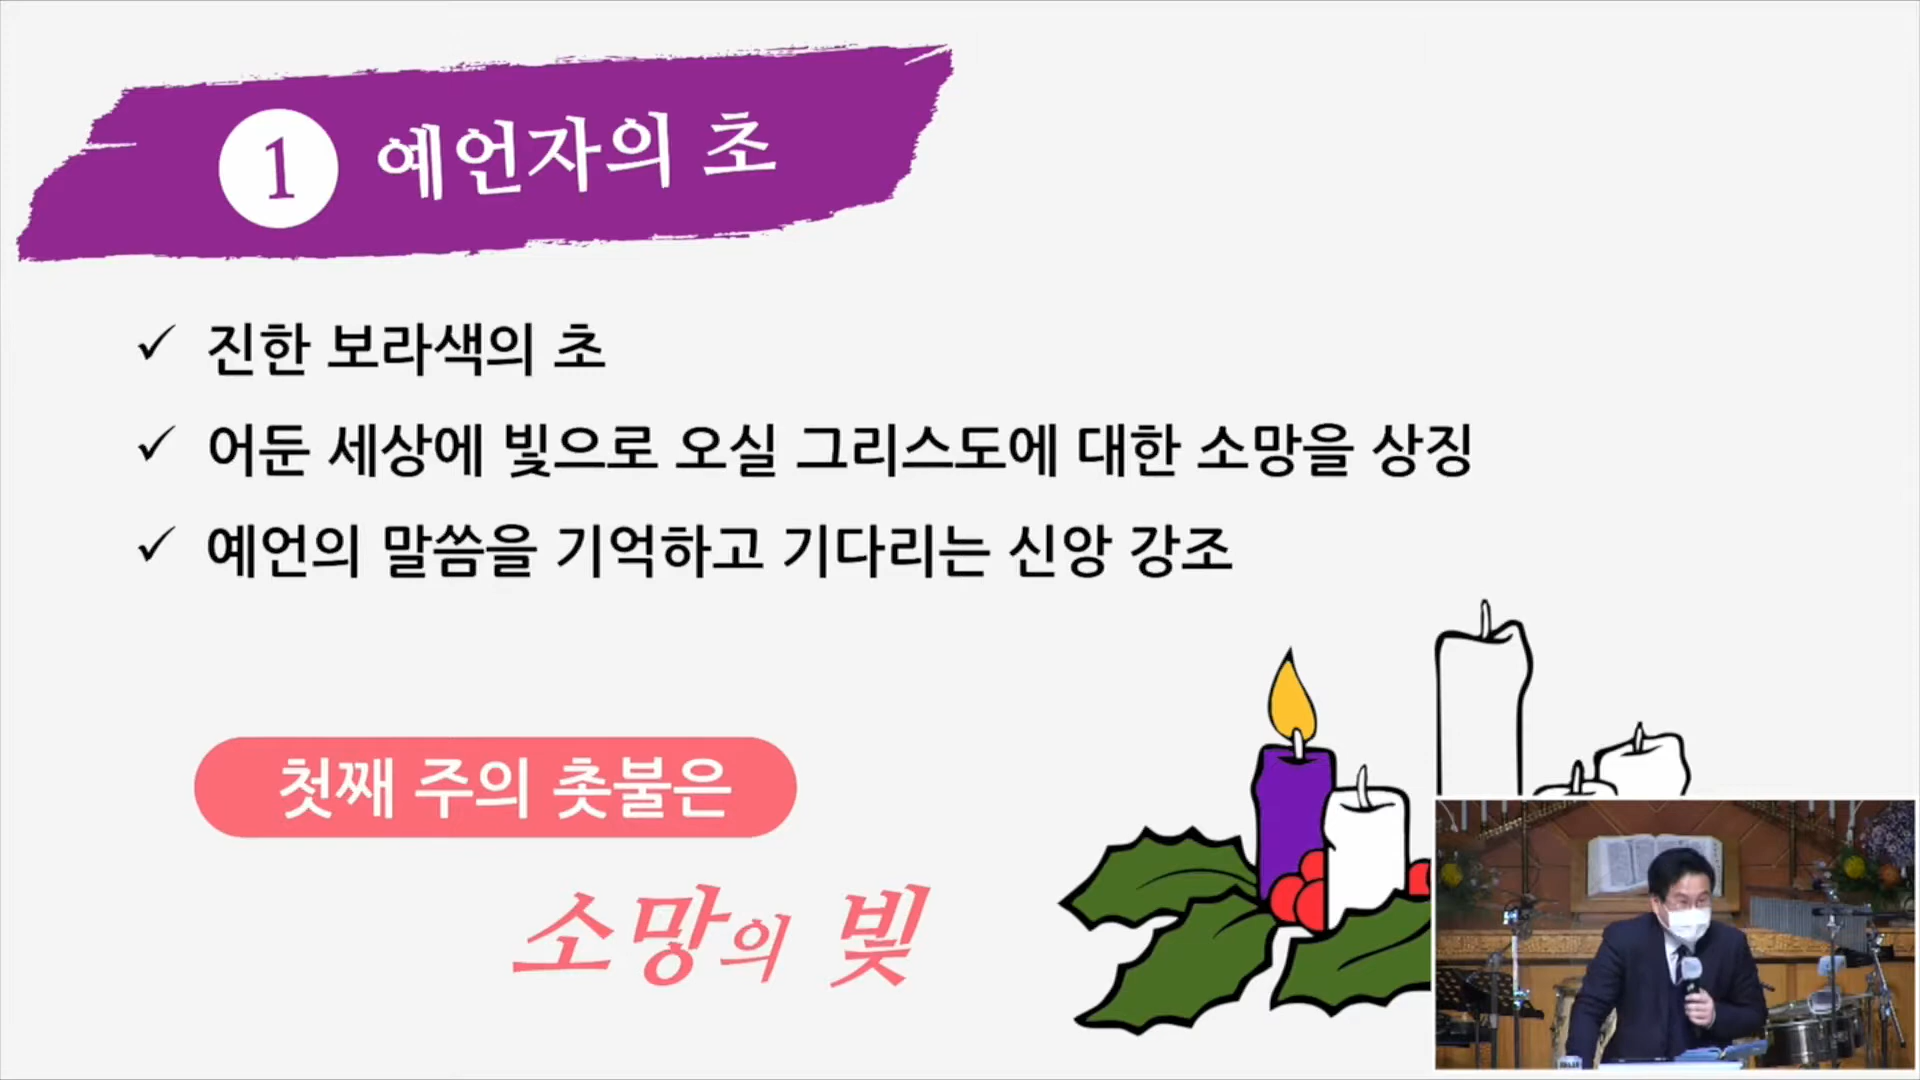 1 예언자의 초
✓ 진한 보라색의 초
✓ 어둔 세상에 빛으로 오실 그리스도에 대한 소망을 상징
✓ 예언의 말씀을 기억하고 기다리는 신앙 강조
첫째 주의 촛불은
소망의 빛